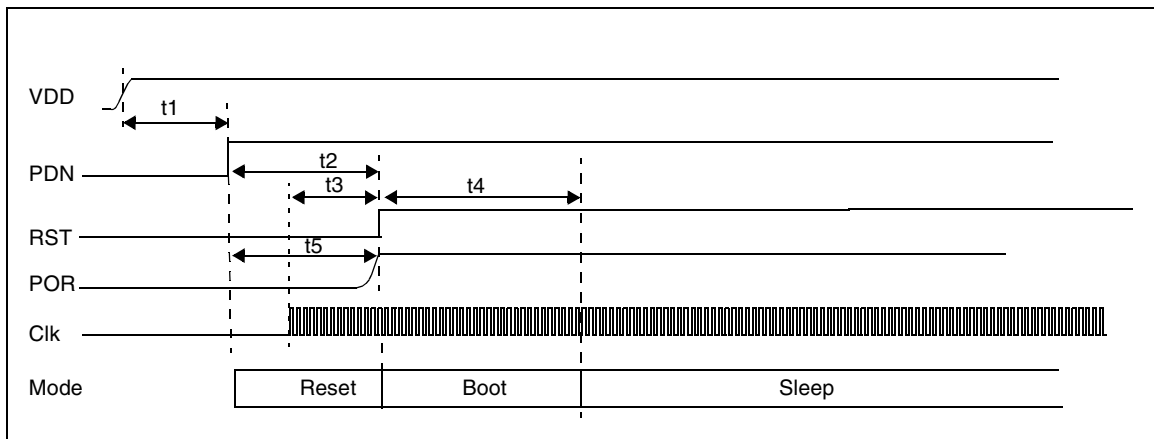 VDD
t1
PDN
t2
t3
t4
RST
t5
POR
Clk
Mode Reset Boot Sleep